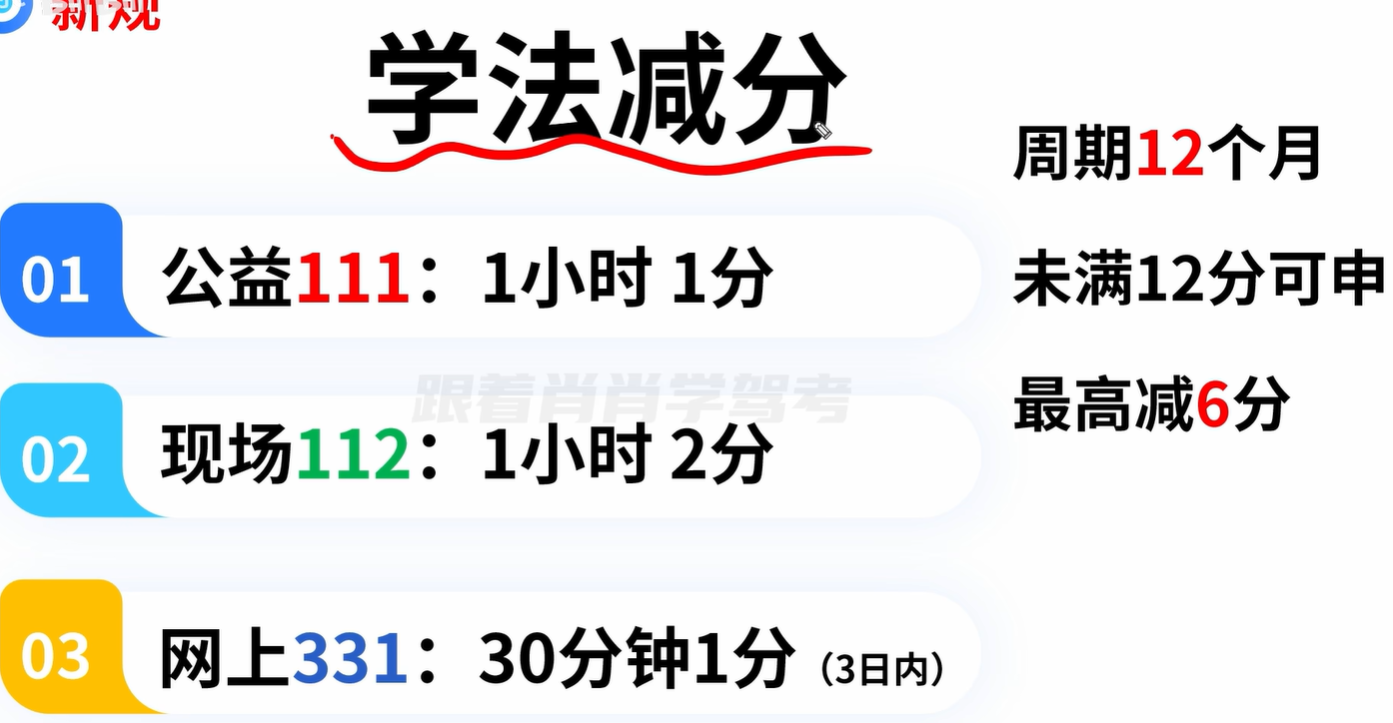 新规
学法减分
周期12个月
01
公益111：1小时 1分
未满12分可申
最高减6分
跟着肖肖学驾考
02
现场112：1小时 2分
03
网上331：30分钟1分（3日内）